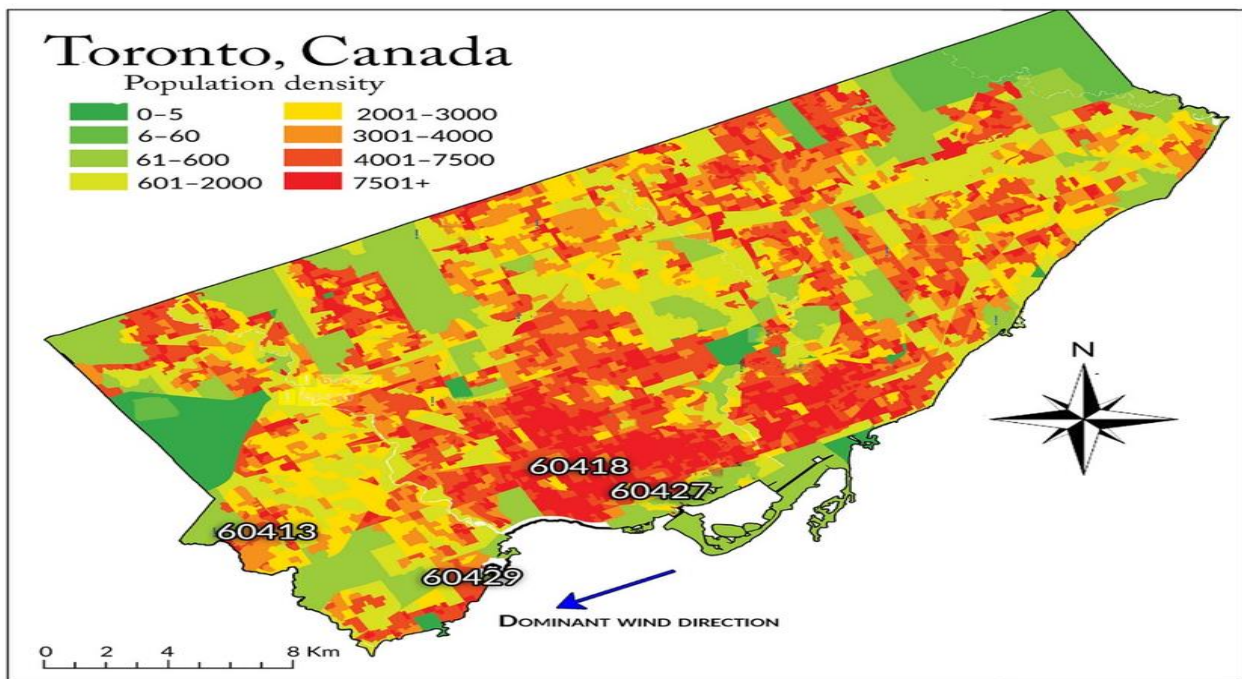 Toronto, Canada
Population density
0–5
6–60
61–600
601–2000
2001–3000
3001–4000
4001–7500
7501+
N
60418
60427
60413
60429
DOMINANT WIND DIRECTION
0 2 4 6 8 Km